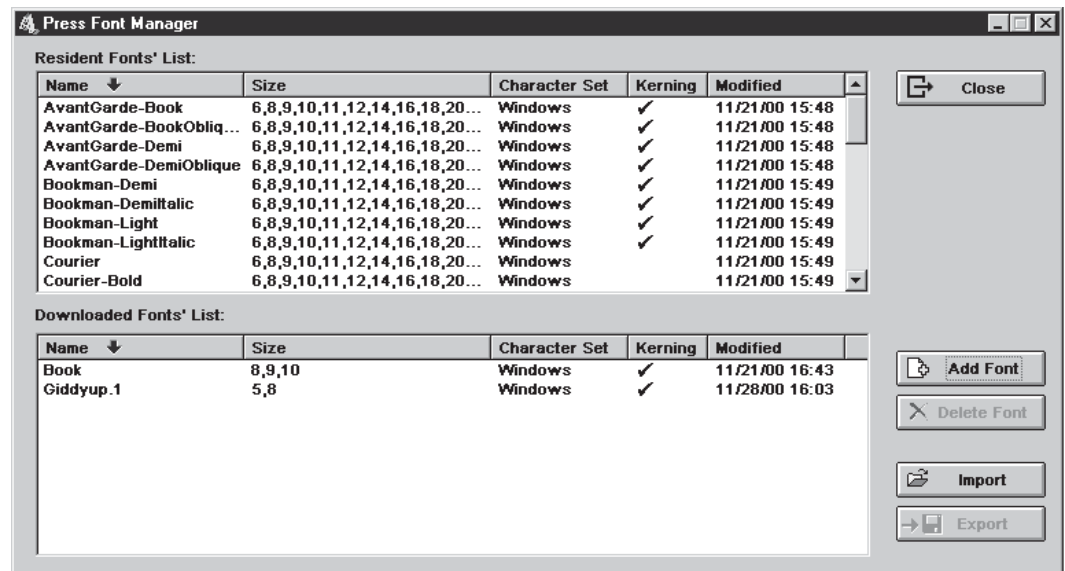 Press Font Manager
Resident Fonts' List:
Name Size Character Set Kerning Modified
AvantGarde-Book 6,8,9,10,11,12,14,16,18,20... Windows ✓ 11/21/00 15:48
AvantGarde-BookObliq... 6,8,9,10,11,12,14,16,18,20... Windows ✓ 11/21/00 15:48
AvantGarde-Demi 6,8,9,10,11,12,14,16,18,20... Windows ✓ 11/21/00 15:48
AvantGarde-DemiOblique 6,8,9,10,11,12,14,16,18,20... Windows ✓ 11/21/00 15:48
Bookman-Demi 6,8,9,10,11,12,14,16,18,20... Windows ✓ 11/21/00 15:49
Bookman-DemiItalic 6,8,9,10,11,12,14,16,18,20... Windows ✓ 11/21/00 15:49
Bookman-Light 6,8,9,10,11,12,14,16,18,20... Windows ✓ 11/21/00 15:49
Bookman-LightItalic 6,8,9,10,11,12,14,16,18,20... Windows ✓ 11/21/00 15:49
Courier 6,8,9,10,11,12,14,16,18,20... Windows 11/21/00 15:49
Courier-Bold 6,8,9,10,11,12,14,16,18,20... Windows 11/21/00 15:49
Close
Downloaded Fonts' List:
Name Size Character Set Kerning Modified
Book 8,9,10 Windows ✓ 11/21/00 16:43
Giddyup.1 5,8 Windows ✓ 11/28/00 16:03
Add Font
Delete Font
Import
Export